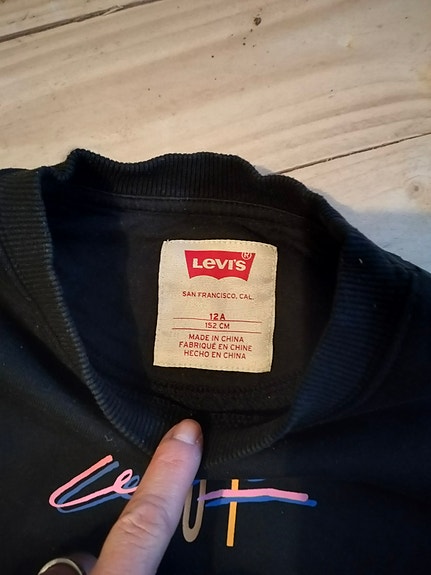 Levi's®
SAN FRANCISCO, CAL.
12A
152 CM
MADE IN CHINA
FABRIQUÉ EN CHINE
HECHO EN CHINA